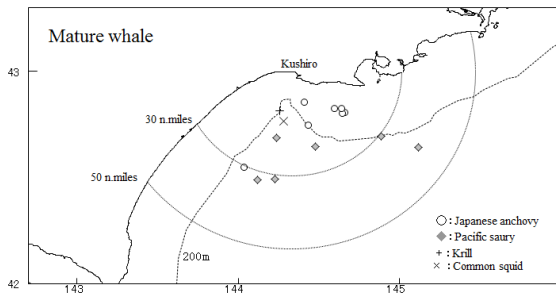 Mature whale
Kushiro
43
30 n.miles
50 n.miles
○ : Japanese anchovy
◆ : Pacific saury
+ : Krill
× : Common squid
200m
42
143
144
145